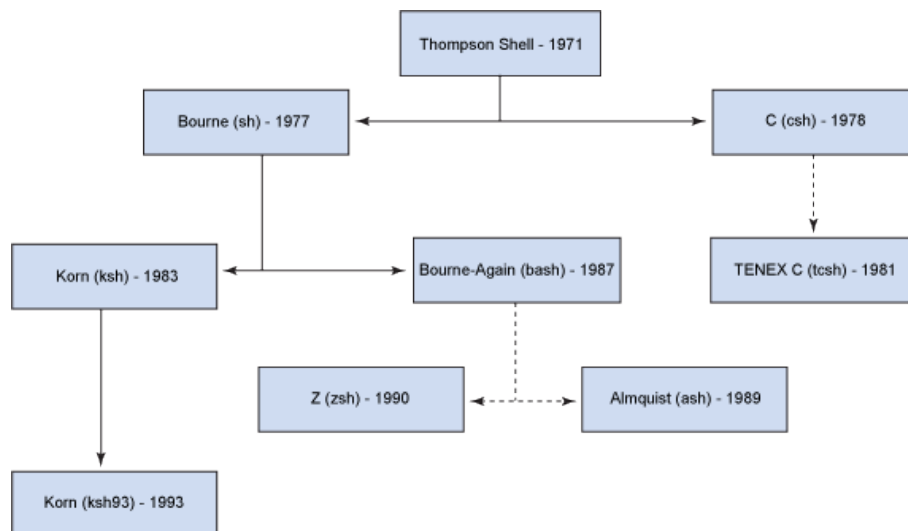 Thompson Shell - 1971
Bourne (sh) - 1977
C (csh) - 1978
Korn (ksh) - 1983
Bourne-Again (bash) - 1987
TENEX C (tcsh) - 1981
Z (zsh) - 1990
Almquist (ash) - 1989
Korn (ksh93) - 1993